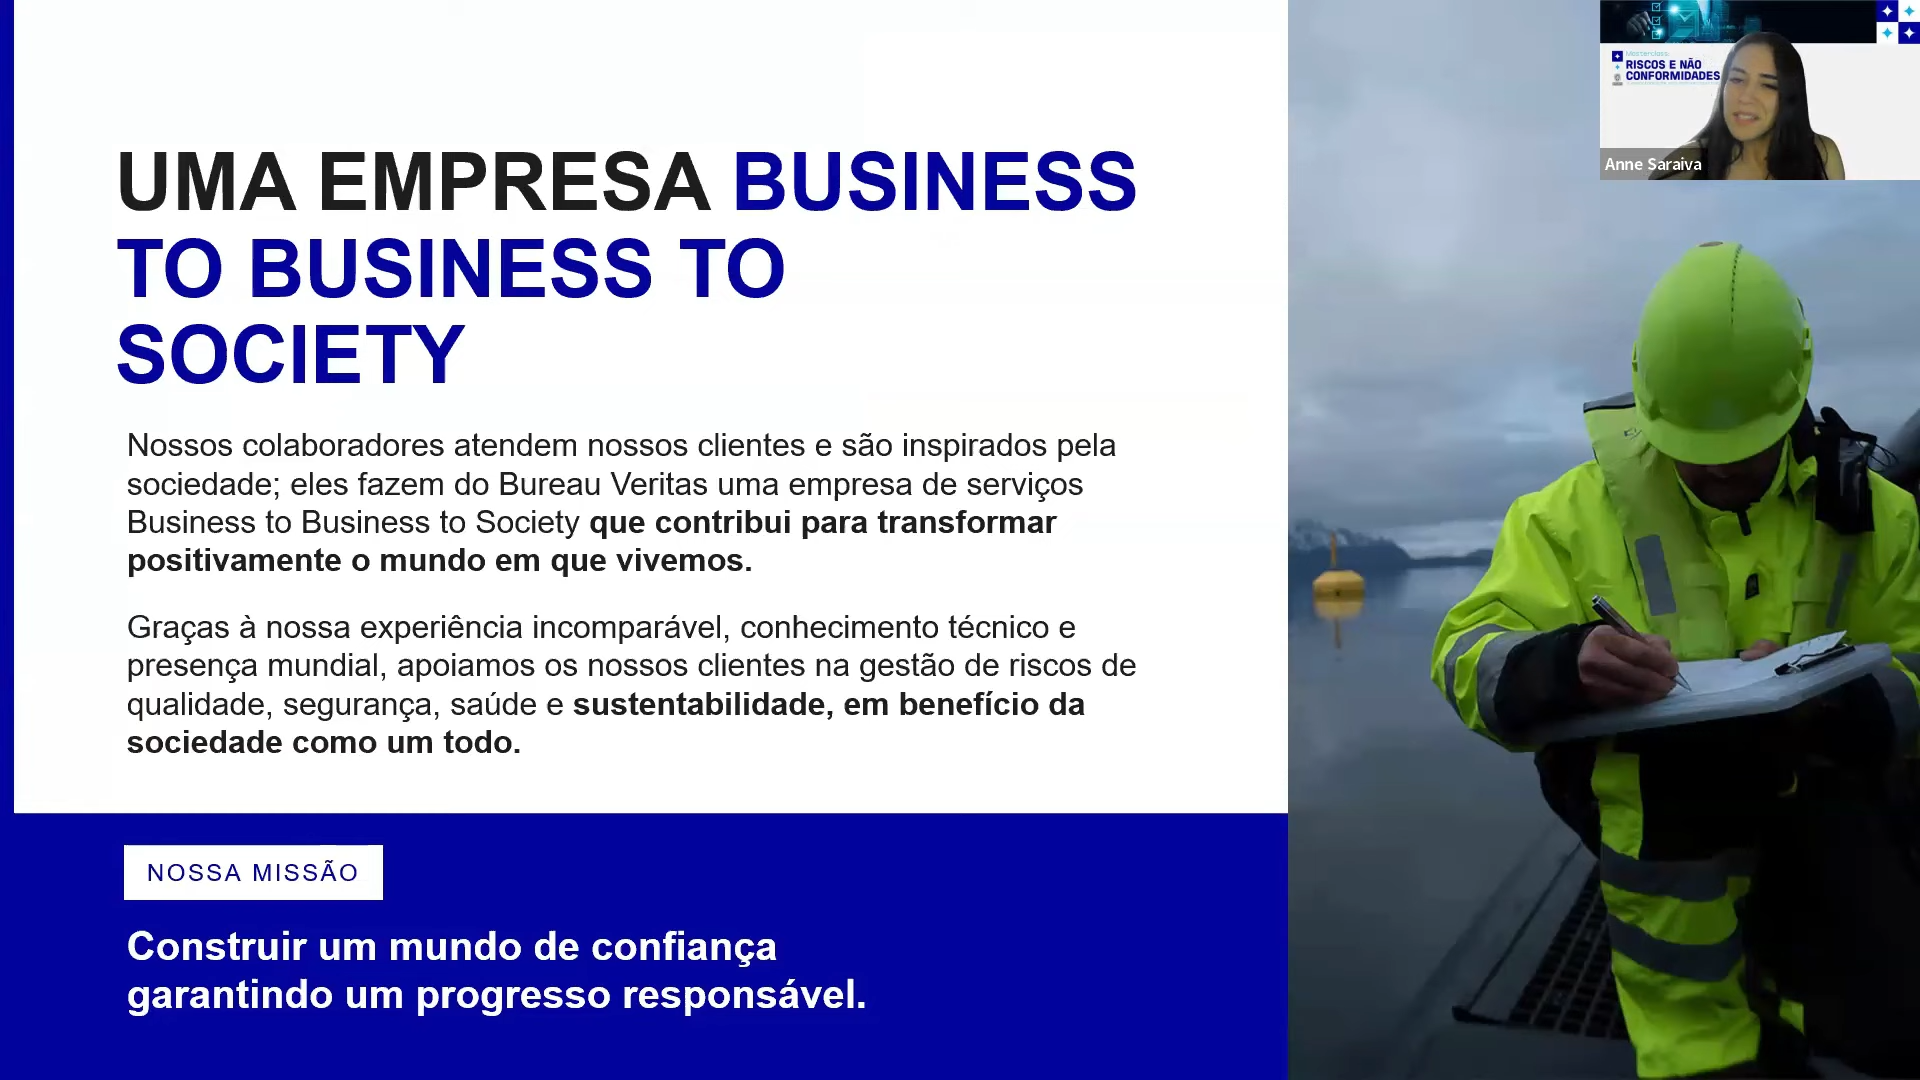 UMA EMPRESA BUSINESS
TO BUSINESS TO
SOCIETY
Nossos colaboradores atendem nossos clientes e são inspirados pela
sociedade; eles fazem do Bureau Veritas uma empresa de serviços
Business to Business to Society que contribui para transformar
positivamente o mundo em que vivemos.
Graças à nossa experiência incomparável, conhecimento técnico e
presença mundial, apoiamos os nossos clientes na gestão de riscos de
qualidade, segurança, saúde e sustentabilidade, em benefício da
sociedade como um todo.
NOSSA MISSÃO
Construir um mundo de confiança
garantindo um progresso responsável.
Masterclass:
RISCOS E NÃO
CONFORMIDADES
Anne Saraiva